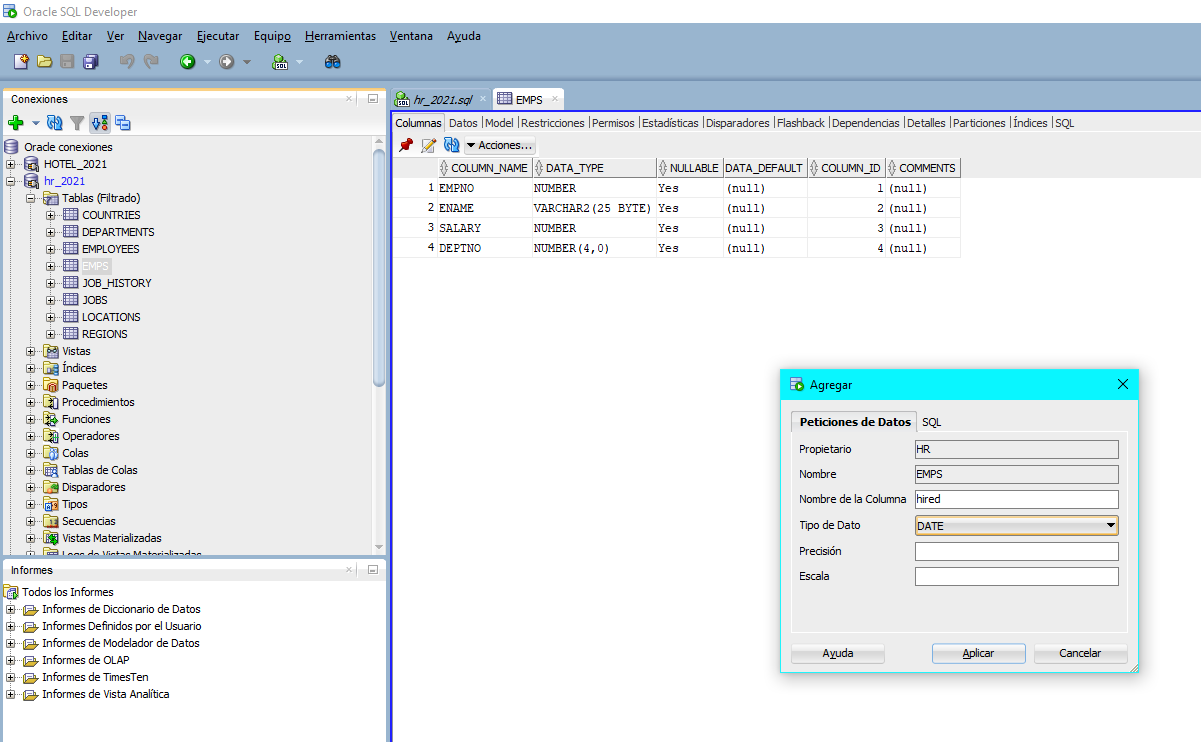 Oracle SQL Developer
Archivo Editar Ver Navegar Ejecutar Equipo Herramientas Ventana Ayuda
Conexiones
Oracle conexiones
HOTEL_2021
hr_2021
Tablas (Filtrado)
COUNTRIES
DEPARTMENTS
EMPLOYEES
EMPS
JOB_HISTORY
JOBS
LOCATIONS
REGIONS
Vistas
Índices
Paquetes
Procedimientos
Funciones
Operadores
Colas
Tablas de Colas
Disparadores
Tipos
Secuencias
Vistas Materializadas
Logs de Vistas Materializadas
Informes
Todos los Informes
Informes de Diccionario de Datos
Informes Definidos por el Usuario
Informes de Modelador de Datos
Informes de OLAP
Informes de TimesTen
Informes de Vista Analítica
hr_2021.sql EMPS
Columnas Datos Model Restricciones Permisos Estadísticas Disparadores Flashback Dependencias Detalles Particiones Índices SQL
Acciones...
COLUMN_NAME DATA_TYPE NULLABLE DATA_DEFAULT COLUMN_ID COMMENTS
1 EMPNO NUMBER Yes (null) 1 (null)
2 ENAME VARCHAR2(25 BYTE) Yes (null) 2 (null)
3 SALARY NUMBER Yes (null) 3 (null)
4 DEPTNO NUMBER(4,0) Yes (null) 4 (null)
Agregar
Peticiones de Datos SQL
Propietario HR
Nombre EMPS
Nombre de la Columna hired
Tipo de Dato DATE
Precisión
Escala
Ayuda Aplicar Cancelar